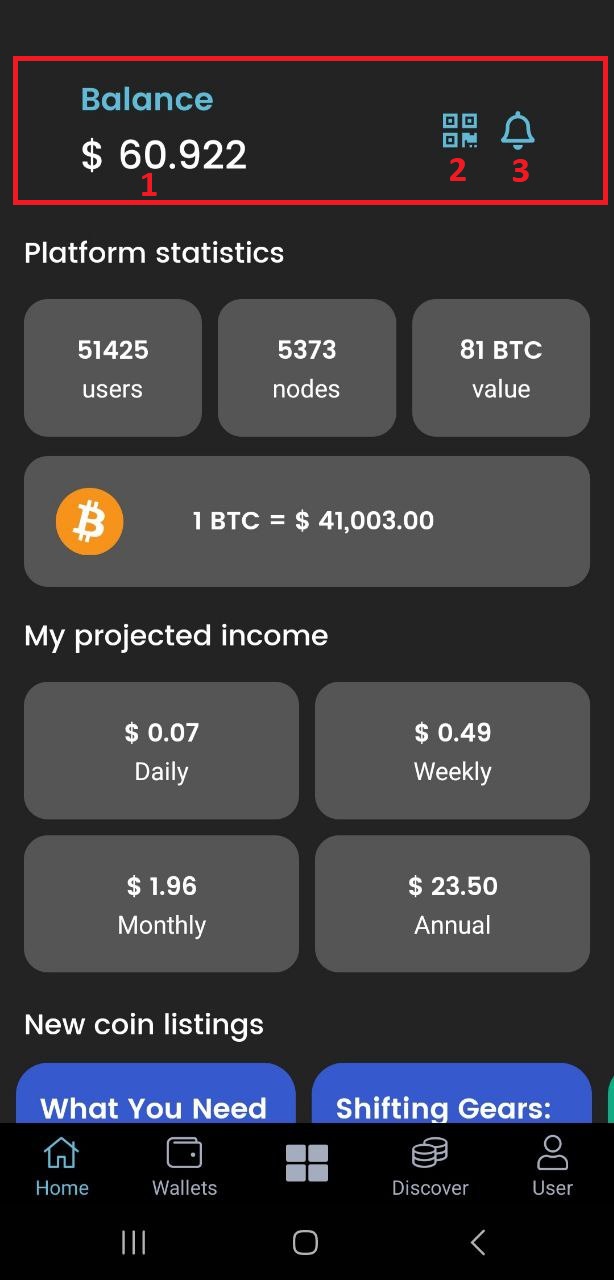 Balance
$ 60.922
1
2
3
Platform statistics
51425
users
5373
nodes
81 BTC
value
1 BTC = $ 41,003.00
My projected income
$ 0.07
Daily
$ 0.49
Weekly
$ 1.96
Monthly
$ 23.50
Annual
New coin listings
What You Need
Shifting Gears:
Home
Wallets
Discover
User